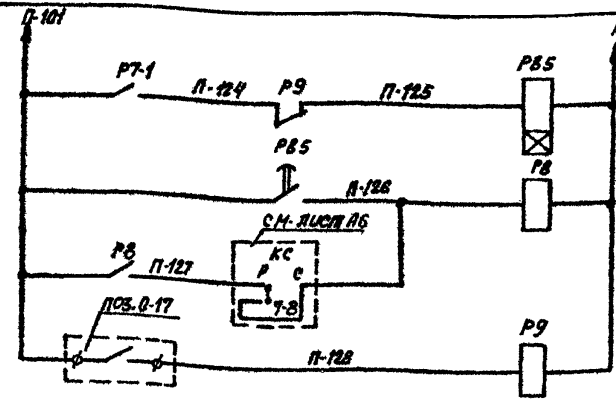 П-101
Р7-1
П-124
Р9
П-125
РВ5
РВ5
П-126
Р8
СМ. ЛИСТ А6
КС
Р8
П-127
Р
С
7-8
ПОЗ. 0-17
П-128
Р9